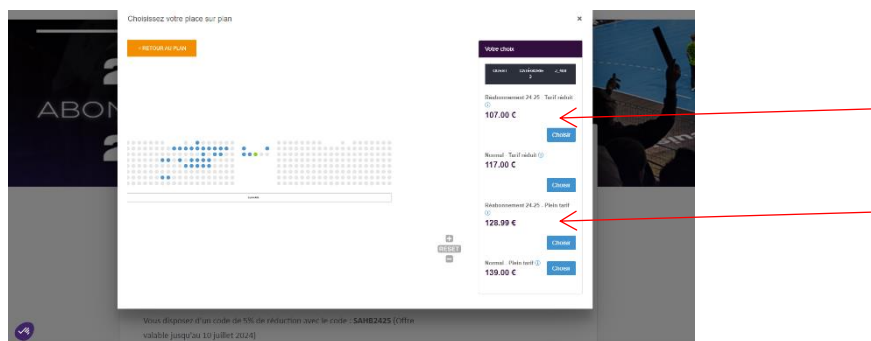 Choisissez votre place sur plan
×
< RETOUR AU PLAN
Votre choix
2
ABON
2
Réabonnement 24.25 . Tarif réduit
107.00 €
Choisir
Normal . Tarif réduit
117.00 €
Choisir
Réabonnement 24.25 . Plein tarif
128.99 €
Choisir
Normal . Plein tarif
139.00 €
Choisir
+
RESET
−
Vous disposez d'un code de 5% de réduction avec le code : SAHB2425 (Offre
valable jusqu'au 10 juillet 2024)